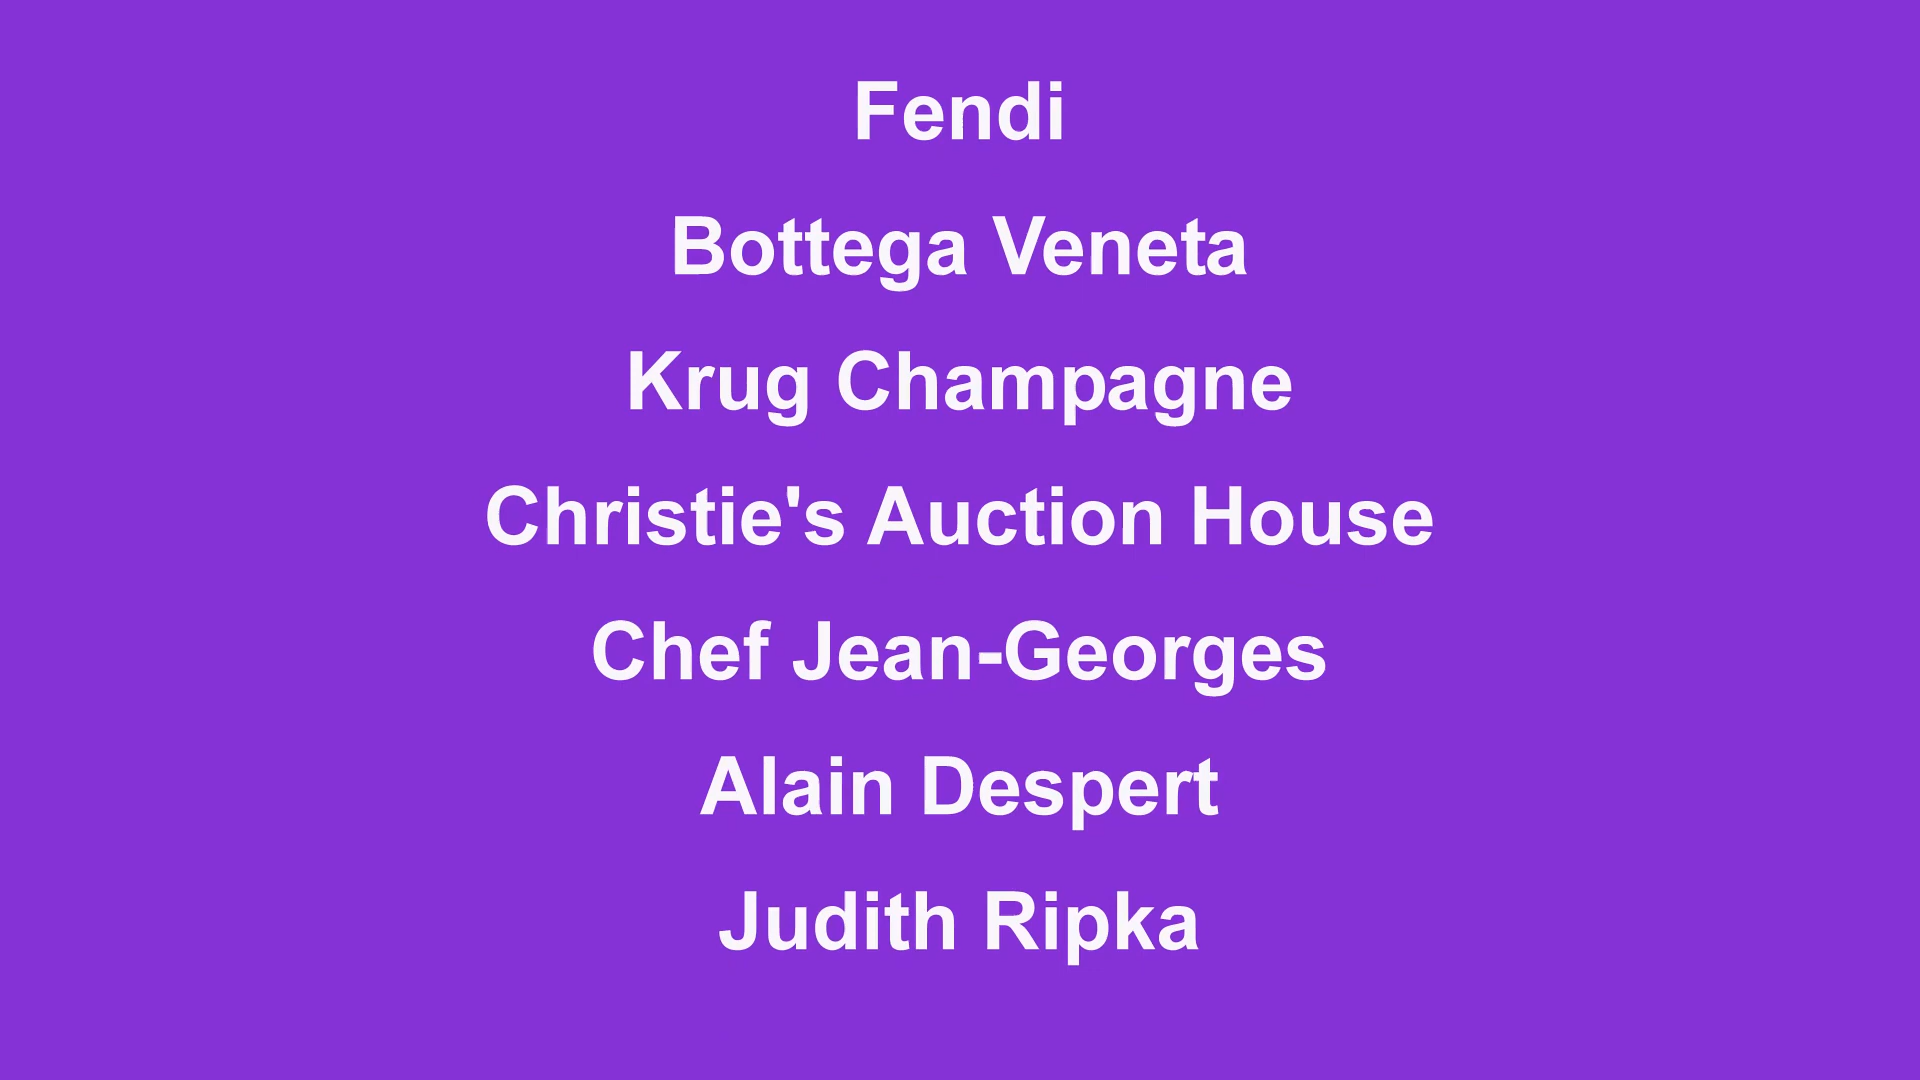 Fendi
Bottega Veneta
Krug Champagne
Christie's Auction House
Chef Jean-Georges
Alain Despert
Judith Ripka